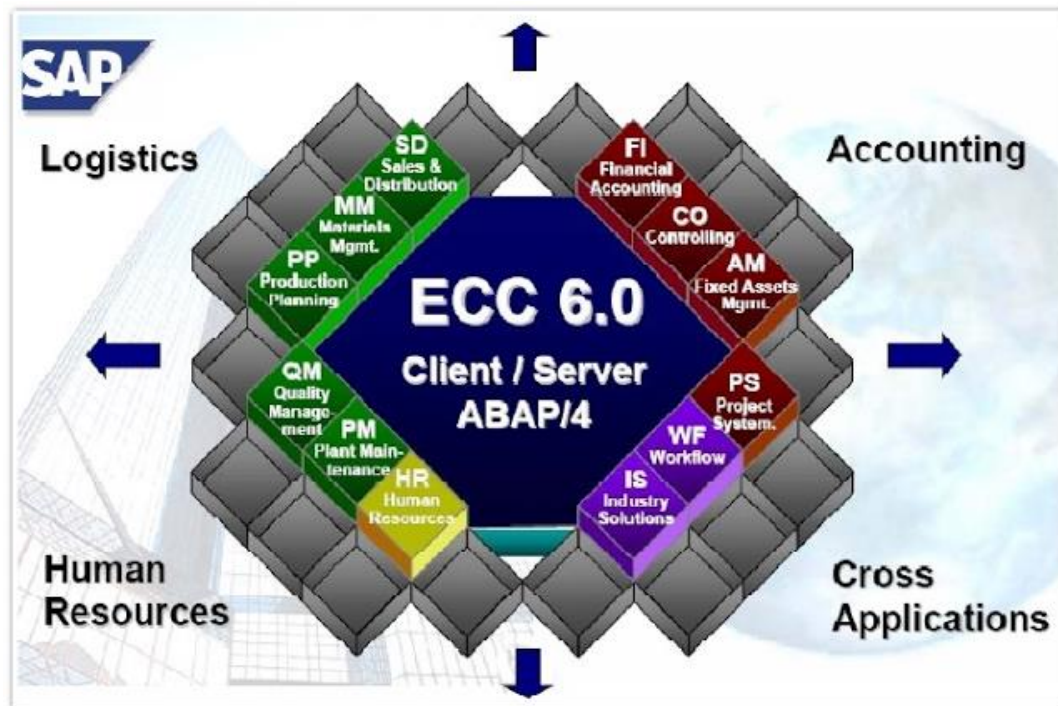 SAP
Logistics
Accounting
SD
Sales &
Distribution
MM
Materials
Mgmt.
PP
Production
Planning
FI
Financial
Accounting
CO
Controlling
AM
Fixed Assets
Mgmt.
ECC 6.0
Client / Server
ABAP/4
QM
Quality
Manage-
ment
PM
Plant Main-
tenance
HR
Human
Resources
PS
Project
System.
WF
Workflow
IS
Industry
Solutions
Human
Resources
Cross
Applications